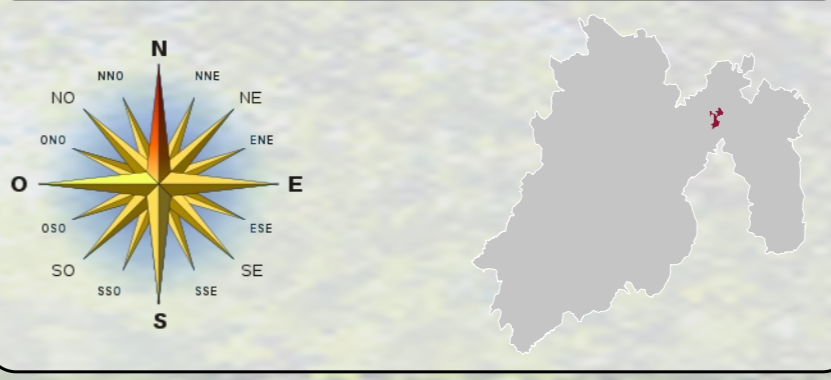 N
NNO NNE
NO NE
ONO ENE
O E
OSO ESE
SO SE
SSO SSE
S